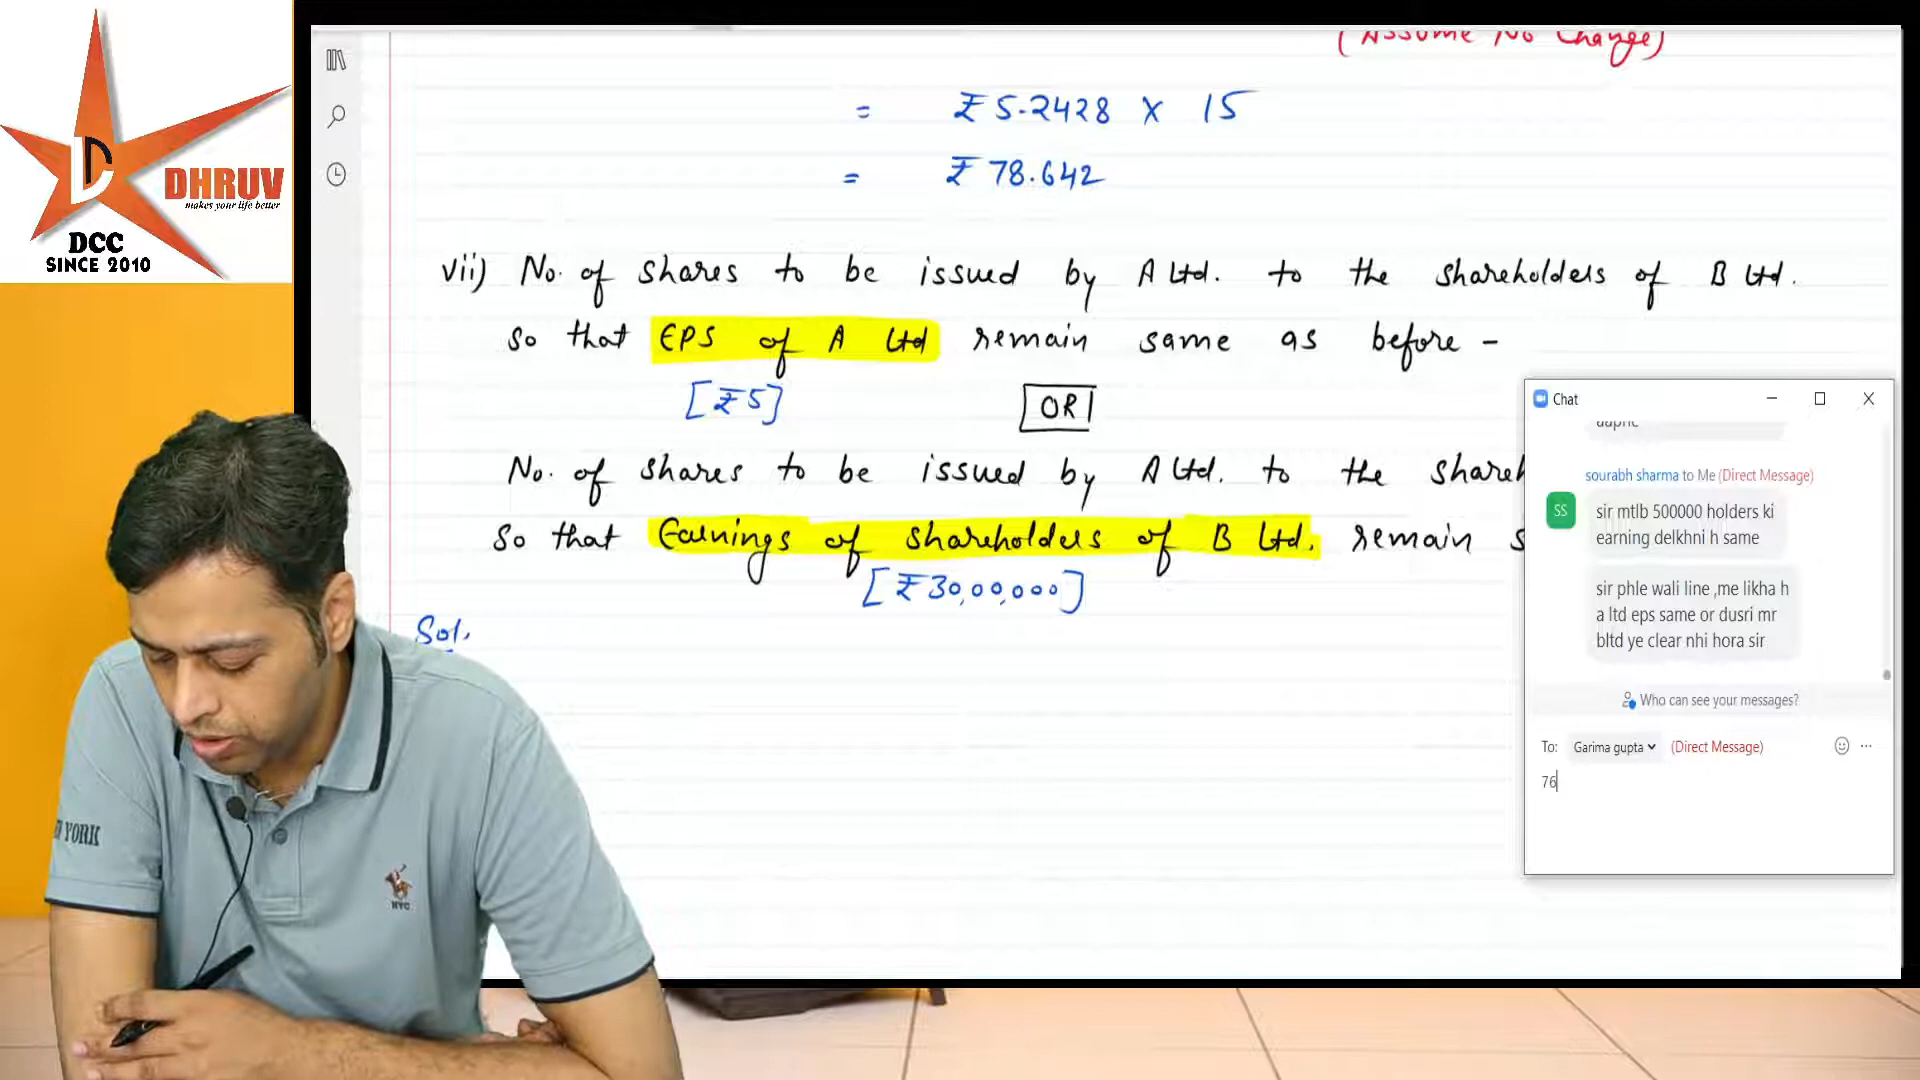 DHRUV
makes your life better
DCC
SINCE 2010
(Assume No Change)
= ₹ 5.2428 X 15
= ₹ 78.642
vii) No. of shares to be issued by A Ltd. to the shareholders of B Ltd.
so that EPS of A Ltd remain same as before -
[₹5]
OR
No. of shares to be issued by A Ltd. to the
So that Earnings of shareholders of B Ltd. remain
[₹30,00,000]
Sol.
YORK
NYC
Chat
sourabh sharma to Me (Direct Message)
SS
sir mtlb 500000 holders ki
earning delkhni h same
sir phle wali line ,me likha h
a ltd eps same or dusri mr
bltd ye clear nhi hora sir
Who can see your messages?
To: Garima gupta (Direct Message)
76